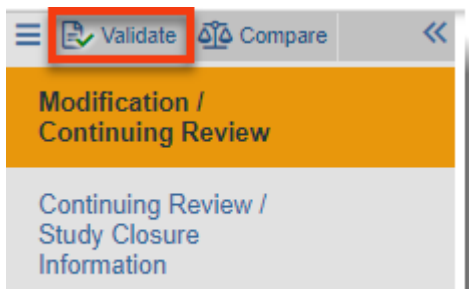 Validate Compare
Modification /
Continuing Review
Continuing Review /
Study Closure
Information